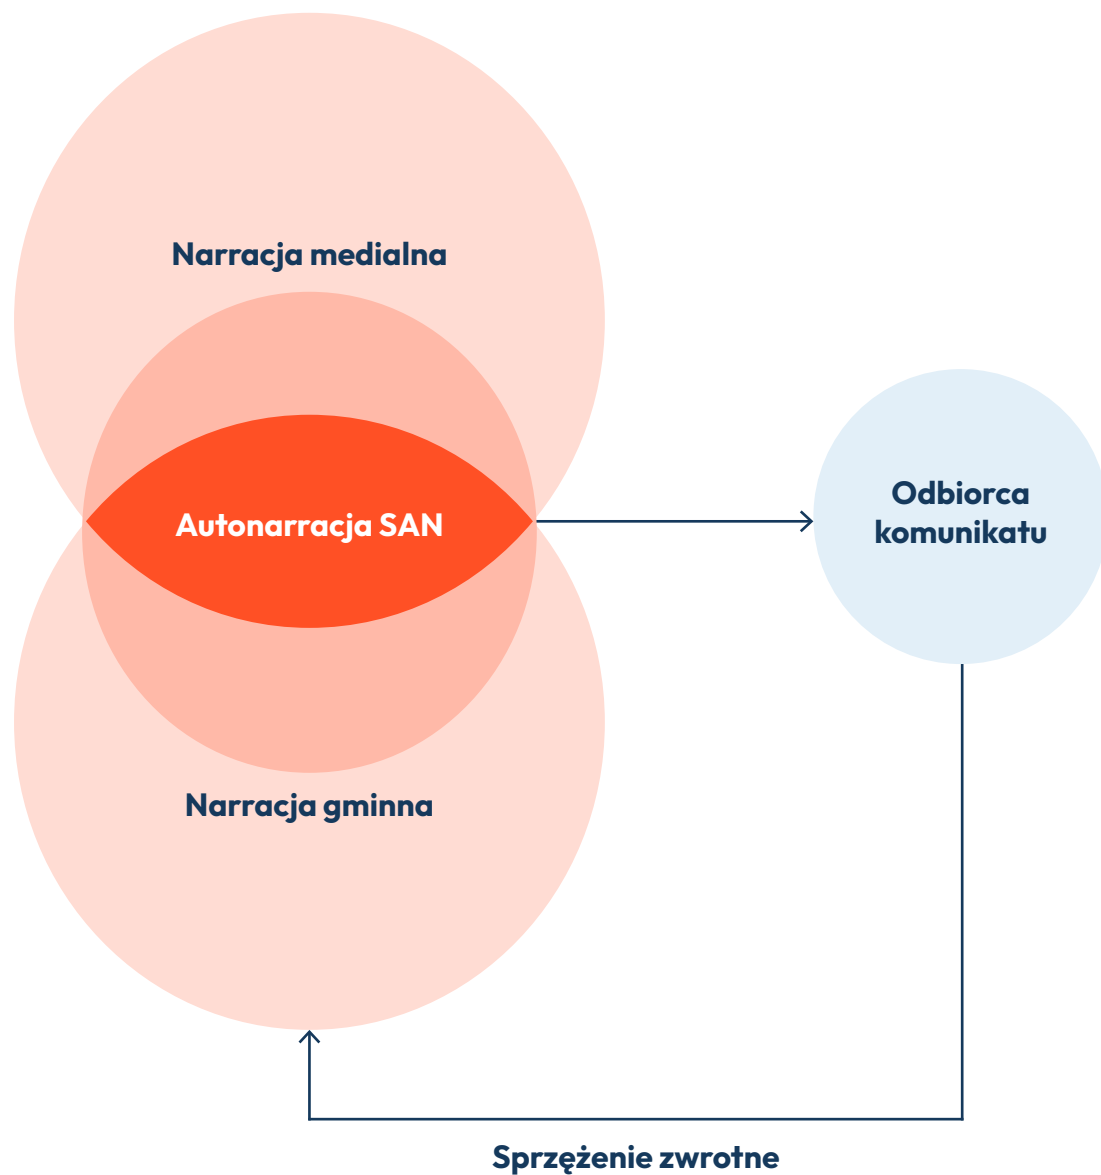 Narracja medialna
Autonarracja SAN
Odbiorca
komunikatu
Narracja gminna
Sprzężenie zwrotne